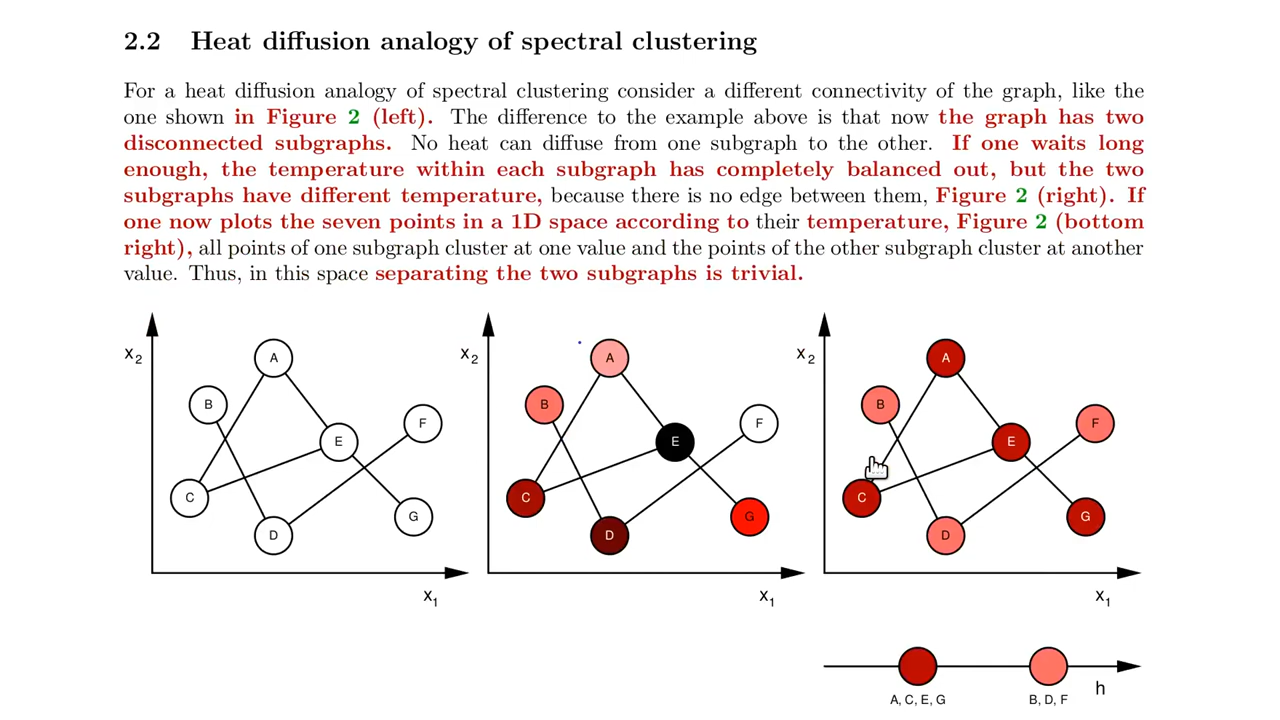 2.2 Heat diffusion analogy of spectral clustering
For a heat diffusion analogy of spectral clustering consider a different connectivity of the graph, like the
one shown in Figure 2 (left). The difference to the example above is that now the graph has two
disconnected subgraphs. No heat can diffuse from one subgraph to the other. If one waits long
enough, the temperature within each subgraph has completely balanced out, but the two
subgraphs have different temperature, because there is no edge between them, Figure 2 (right). If
one now plots the seven points in a 1D space according to their temperature, Figure 2 (bottom
right), all points of one subgraph cluster at one value and the points of the other subgraph cluster at another
value. Thus, in this space separating the two subgraphs is trivial.
x2
A
B
F
E
C
G
D
x1
x2
A
B
F
E
C
G
D
x1
x2
A
B
F
E
C
G
D
x1
h
A, C, E, G
B, D, F